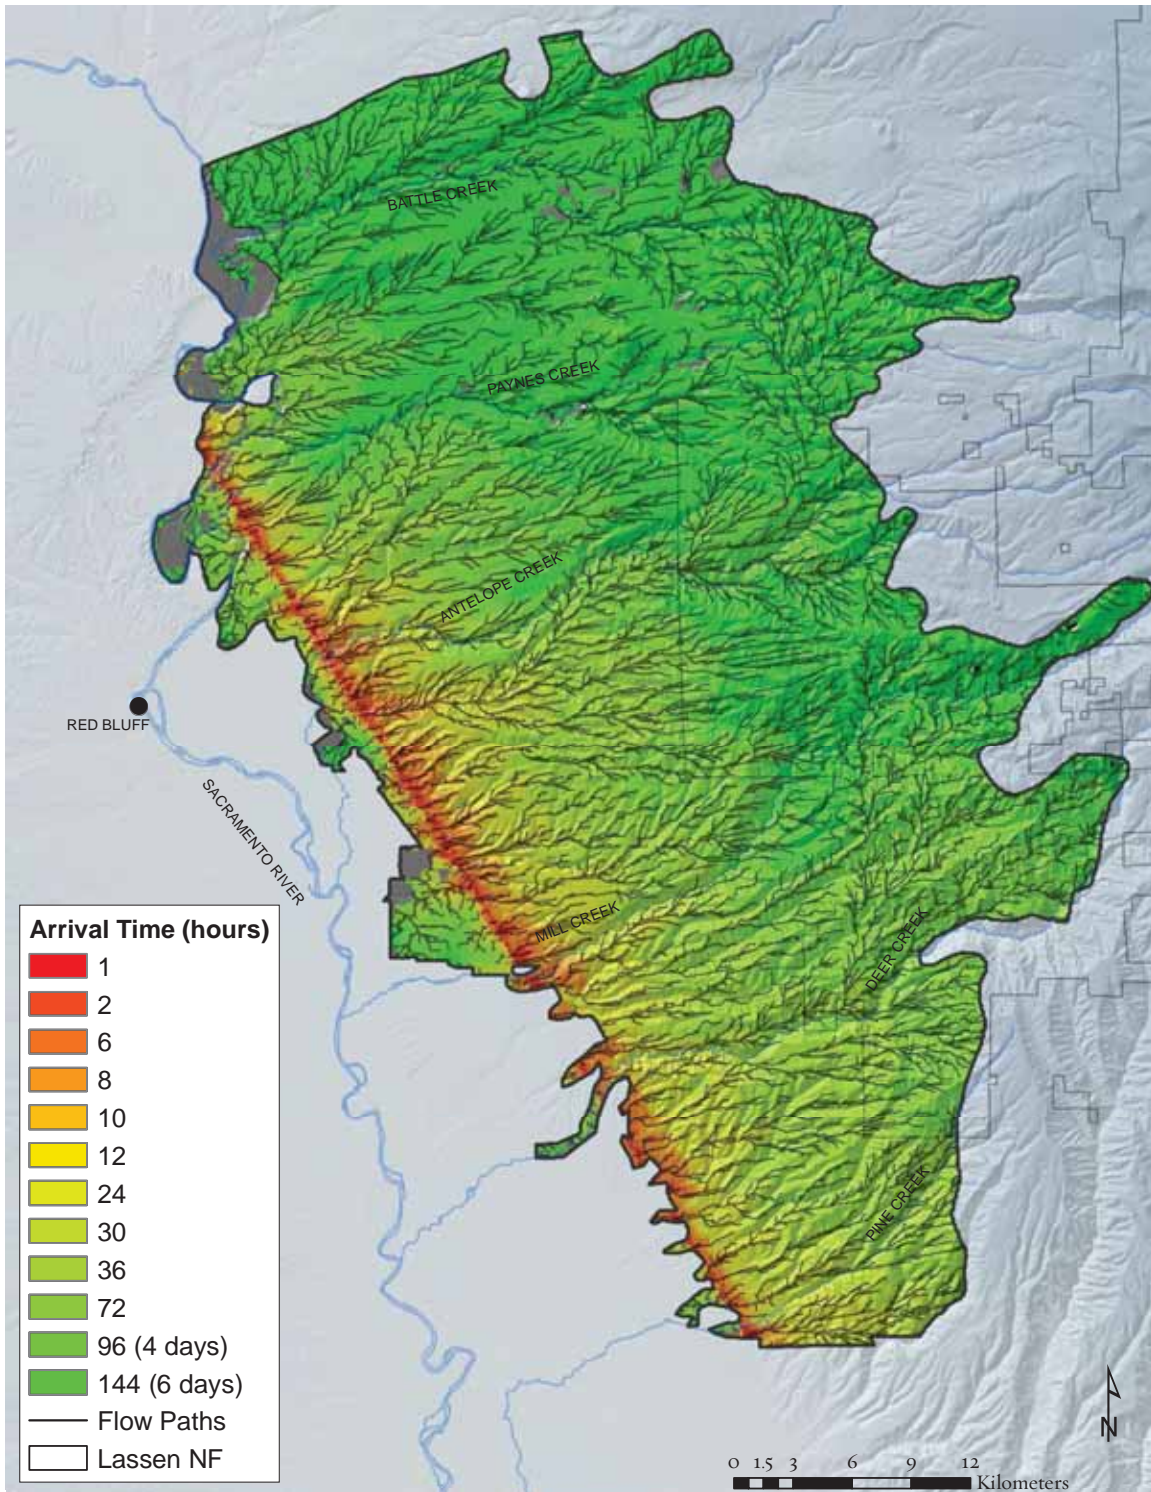 BATTLE CREEK
PAYNES CREEK
ANTELOPE CREEK
RED BLUFF
SACRAMENTO RIVER
MILL CREEK
DEER CREEK
PINE CREEK
Arrival Time (hours)
1
2
6
8
10
12
24
30
36
72
96 (4 days)
144 (6 days)
Flow Paths
Lassen NF
N
0 1.5 3 6 9 12
Kilometers